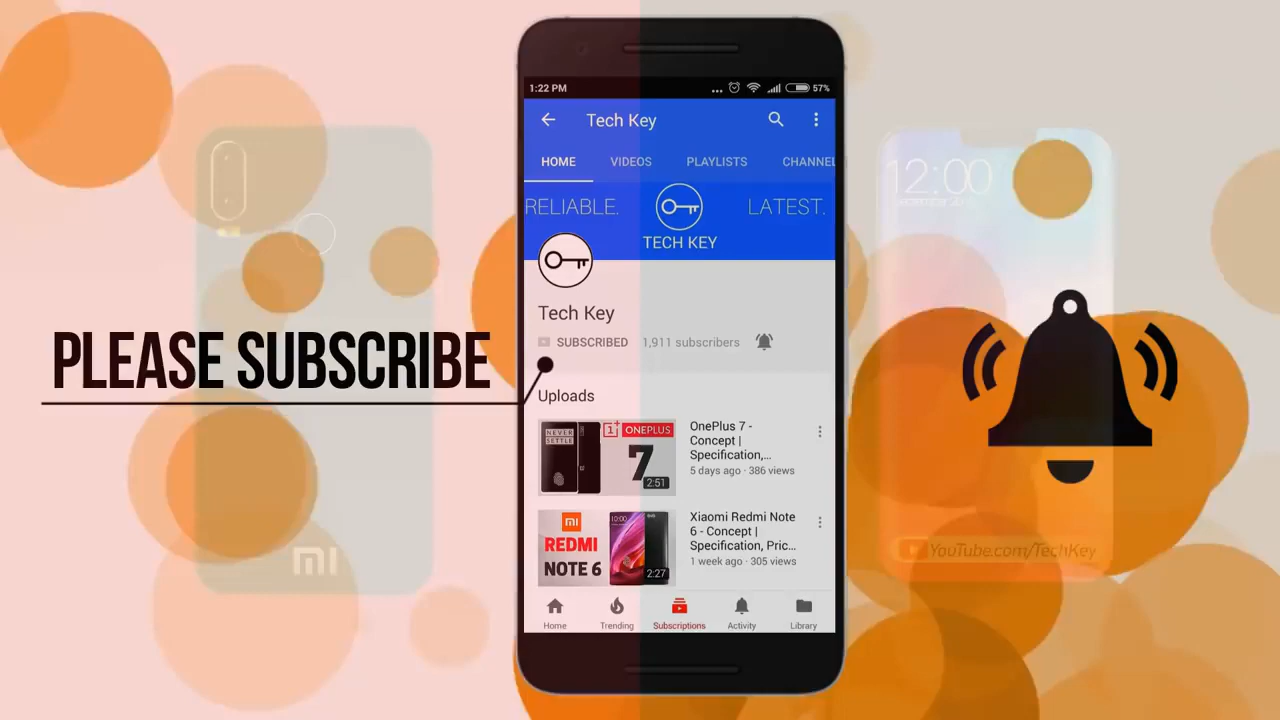 1:22 PM
57%
Tech Key
HOME VIDEOS PLAYLISTS CHANNEL
RELIABLE. LATEST.
TECH KEY
12:00
Tech Key
SUBSCRIBED 1,911 subscribers
PLEASE SUBSCRIBE
Uploads
NEVER
SETTLE
1+ ONEPLUS
7
2:51
OnePlus 7 -
Concept |
Specification,...
5 days ago · 386 views
mi
REDMI
NOTE 6
10:00
2:27
Xiaomi Redmi Note
6 - Concept |
Specification, Pric...
1 week ago · 305 views
mi
YouTube.com/TechKey
Home Trending Subscriptions Activity Library